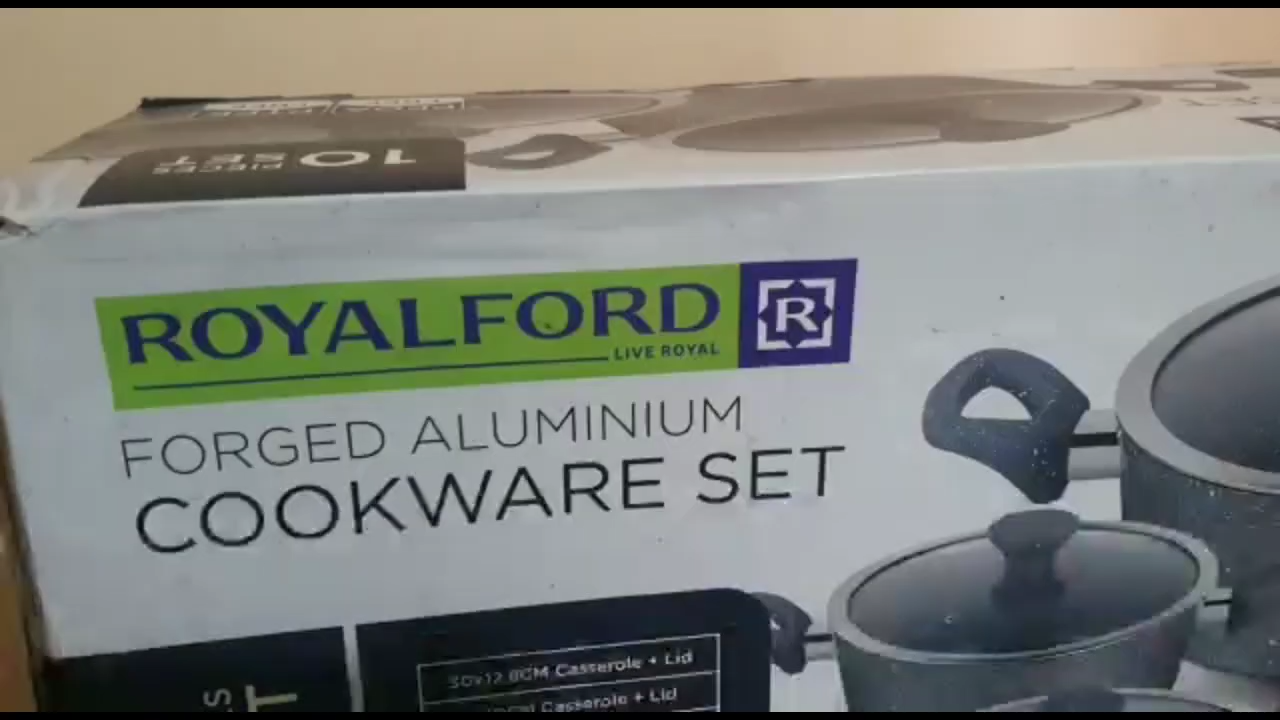 10 PIECES
SET
ROYALFORD
R
LIVE ROYAL
FORGED ALUMINIUM
COOKWARE SET
Casserole + Lid
Casserole + Lid